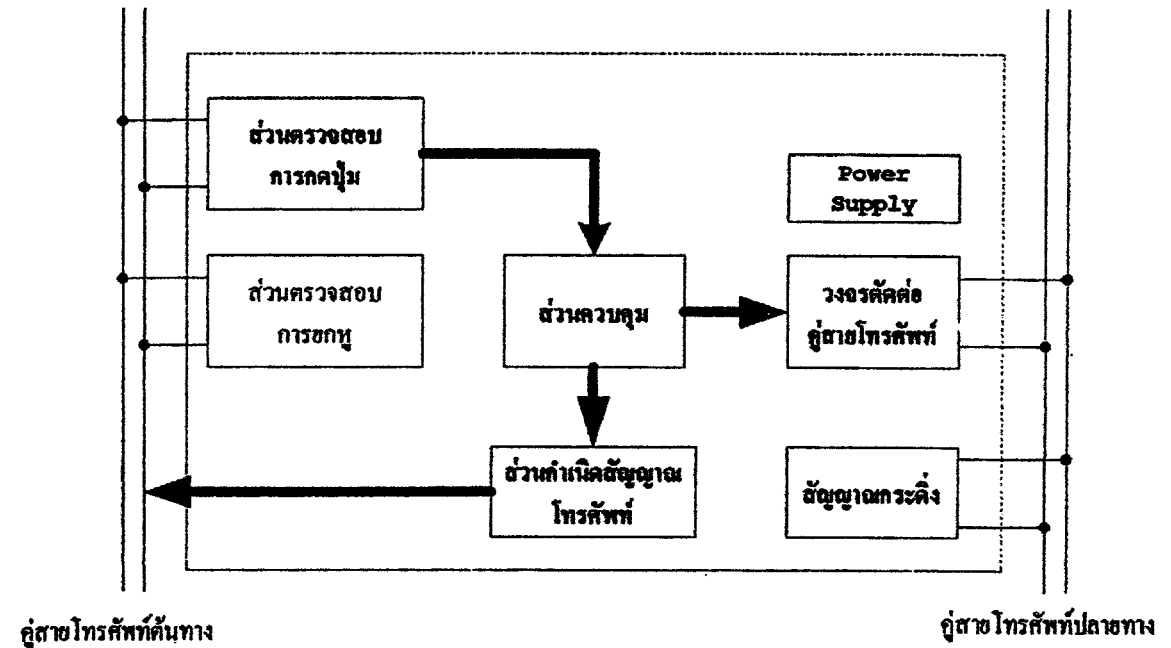 ส่วนตรวจสอบ
การกดปุ่ม
Power
Supply
ส่วนตรวจสอบ
การยกหู
ส่วนควบคุม
วงจรตัดต่อ
คู่สายโทรศัพท์
ส่วนกำเนิดสัญญาณ
โทรศัพท์
สัญญาณกระดิ่ง
คู่สายโทรศัพท์ต้นทาง
คู่สายโทรศัพท์ปลายทาง